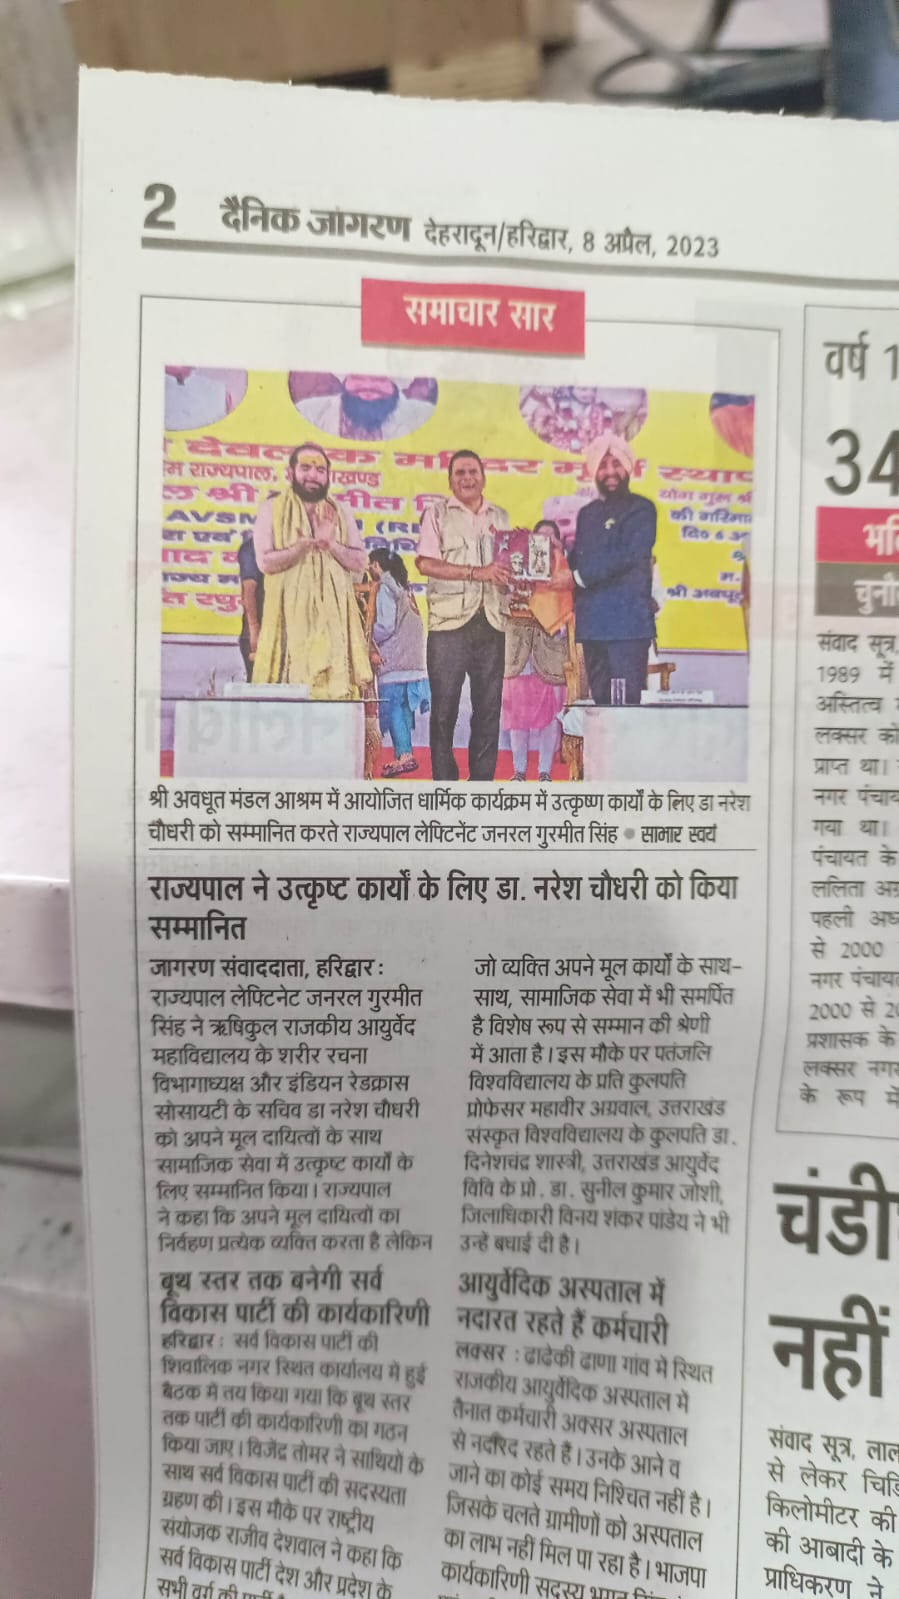 2 दैनिक जागरण देहरादून/हरिद्वार, 8 अप्रैल, 2023
समाचार सार
राज्यपाल,
AVSM
श्री अवधूत मंडल आश्रम में आयोजित धार्मिक कार्यक्रम में उत्कृष्ण कार्यों के लिए डा नरेश
चौधरी को सम्मानित करते राज्यपाल लेफ्टिनेंट जनरल गुरमीत सिंह ● साभार स्वयं
राज्यपाल ने उत्कृष्ट कार्यों के लिए डा. नरेश चौधरी को किया
सम्मानित
जागरण संवाददाता, हरिद्वार :
राज्यपाल लेफ्टिनेट जनरल गुरमीत
सिंह ने ऋषिकुल राजकीय आयुर्वेद
महाविद्यालय के शरीर रचना
विभागाध्यक्ष और इंडियन रेडक्रास
सोसायटी के सचिव डा नरेश चौधरी
को अपने मूल दायित्वों के साथ
सामाजिक सेवा में उत्कृष्ट कार्यों के
लिए सम्मानित किया। राज्यपाल
ने कहा कि अपने मूल दायित्वों का
निर्वहण प्रत्येक व्यक्ति करता है लेकिन
जो व्यक्ति अपने मूल कार्यों के साथ-
साथ, सामाजिक सेवा में भी समर्पित
है विशेष रूप से सम्मान की श्रेणी
में आता है। इस मौके पर पतंजलि
विश्वविद्यालय के प्रति कुलपति
प्रोफेसर महावीर अग्रवाल, उत्तराखंड
संस्कृत विश्वविद्यालय के कुलपति डा.
दिनेशचंद्र शास्त्री, उत्तराखंड आयुर्वेद
विवि के प्रो. डा. सुनील कुमार जोशी,
जिलाधिकारी विनय शंकर पांडेय ने भी
उन्हें बधाई दी है।
बूथ स्तर तक बनेगी सर्व
विकास पार्टी की कार्यकारिणी
हरिद्वार : सर्व विकास पार्टी की
शिवालिक नगर स्थित कार्यालय में हुई
बैठक में तय किया गया कि बूथ स्तर
तक पार्टी की कार्यकारिणी का गठन
किया जाए। विजेंद्र तोमर ने साथियों के
साथ सर्व विकास पार्टी की सदस्यता
ग्रहण की। इस मौके पर राष्ट्रीय
संयोजक राजीव देशवाल ने कहा कि
सर्व विकास पार्टी देश और प्रदेश के
सभी वर्ग की
आयुर्वेदिक अस्पताल में
नदारत रहते हैं कर्मचारी
लक्सर : ढाढेकी ढाणा गांव में स्थित
राजकीय आयुर्वेदिक अस्पताल में
तैनात कर्मचारी अक्सर अस्पताल
से नदारद रहते हैं। उनके आने व
जाने का कोई समय निश्चित नहीं है।
जिसके चलते ग्रामीणों को अस्पताल
का लाभ नहीं मिल पा रहा है। भाजपा
कार्यकारिणी सदस्य
वर्ष 1
34
संवाद सूत्र,
1989 में
अस्तित्व
लक्सर को
प्राप्त था।
नगर पंचाय
गया था।
पंचायत के
ललिता अग्र
पहली अध्य
से 2000
नगर पंचाय
2000 से 20
प्रशासक के
लक्सर नगर
के रूप में
चंडी
नहीं
संवाद सूत्र, लाल
से लेकर चिड़ि
किलोमीटर की
की आबादी के
प्राधिकरण ने